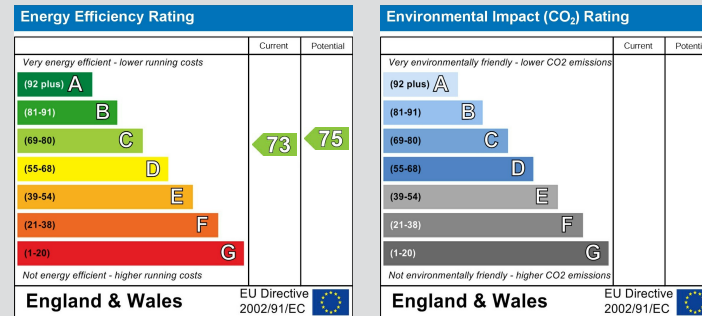 Energy Efficiency Rating
Current Potential
Very energy efficient - lower running costs
(92 plus) A
(81-91) B
(69-80) C
73 75
(55-68) D
(39-54) E
(21-38) F
(1-20) G
Not energy efficient - higher running costs
England & Wales
EU Directive
2002/91/EC
Environmental Impact (CO₂) Rating
Current Potenti
Very environmentally friendly - lower CO2 emissions
(92 plus) A
(81-91) B
(69-80) C
(55-68) D
(39-54) E
(21-38) F
(1-20) G
Not environmentally friendly - higher CO2 emissions
England & Wales
EU Directive
2002/91/EC